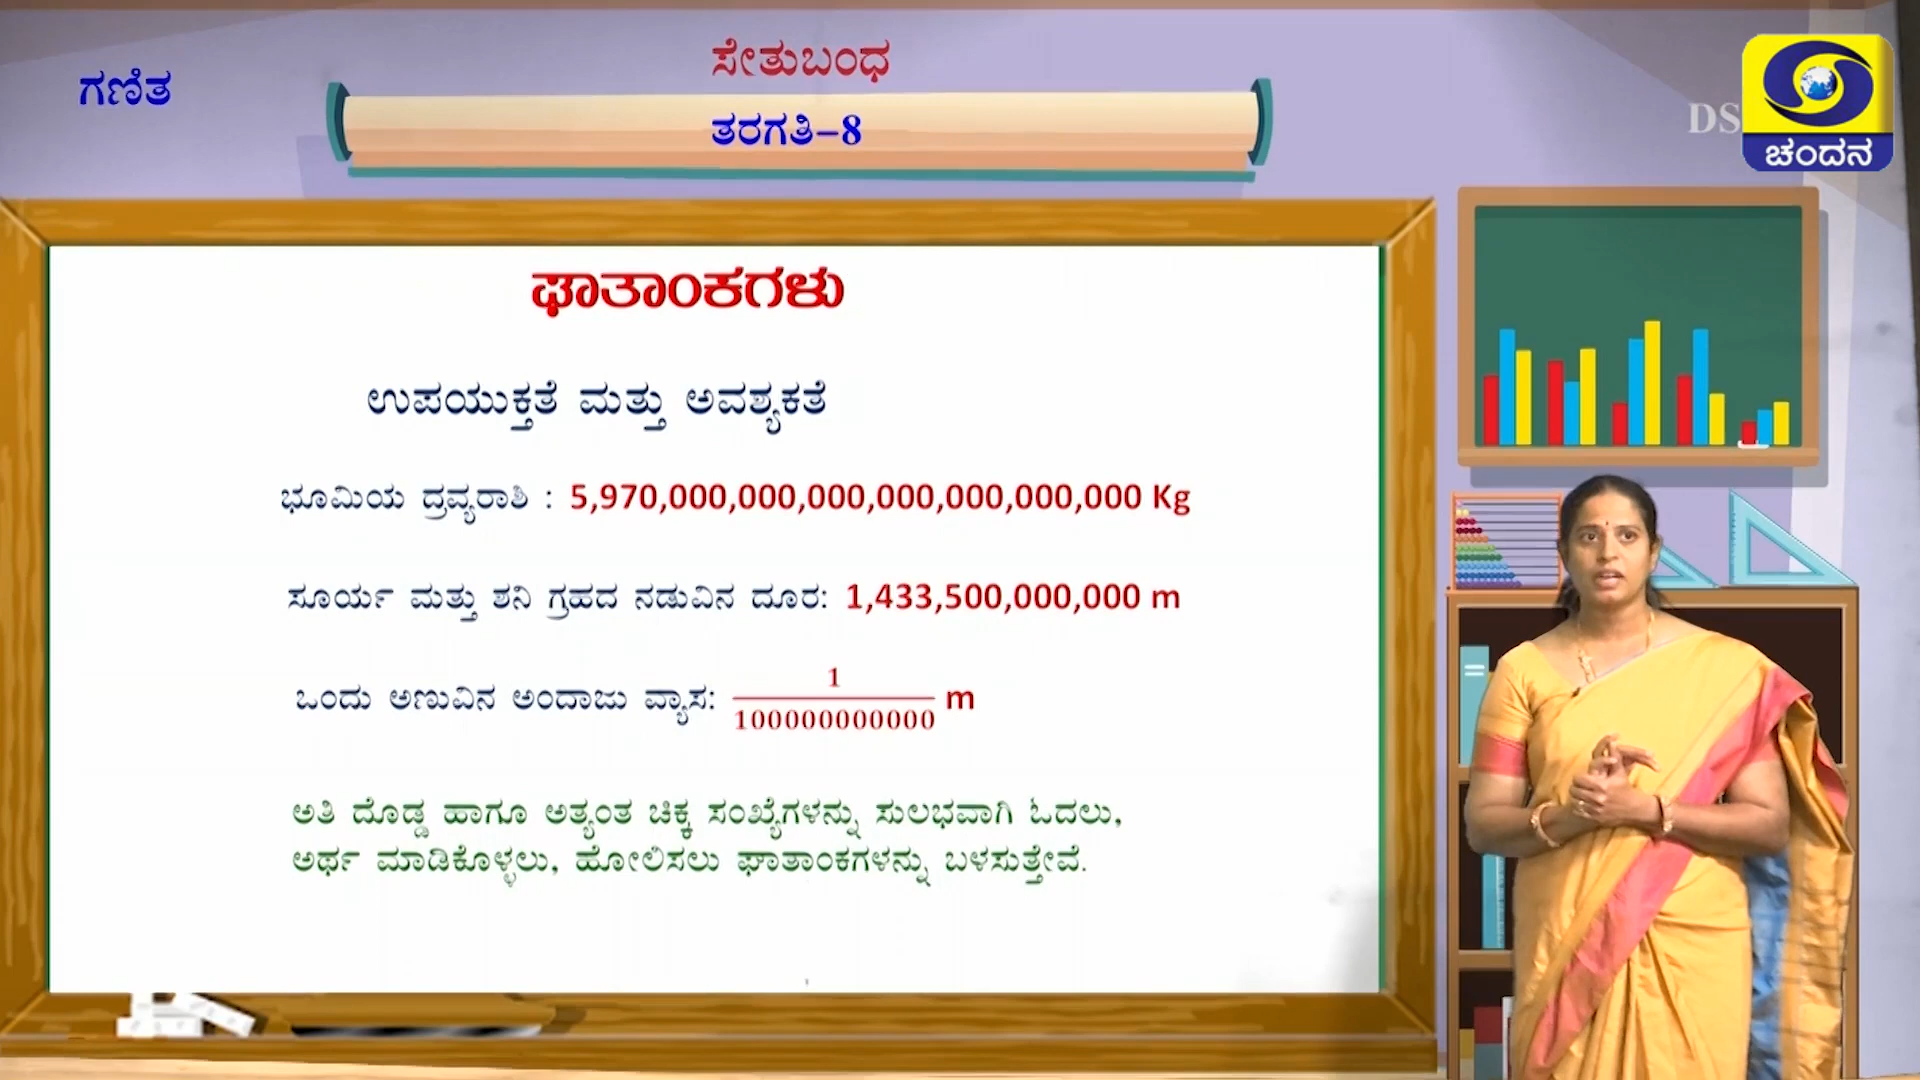 ಗಣಿತ
ಸೇತುಬಂಧ
ತರಗತಿ–8
DS
ಚಂದನ
ಘಾತಾಂಕಗಳು
ಉಪಯುಕ್ತತೆ ಮತ್ತು ಅವಶ್ಯಕತೆ
ಭೂಮಿಯ ದ್ರವ್ಯರಾಶಿ : 5,970,000,000,000,000,000,000,000 Kg
ಸೂರ್ಯ ಮತ್ತು ಶನಿ ಗ್ರಹದ ನಡುವಿನ ದೂರ: 1,433,500,000,000 m
ಒಂದು ಅಣುವಿನ ಅಂದಾಜು ವ್ಯಾಸ: 1/100000000000 m
ಅತಿ ದೊಡ್ಡ ಹಾಗೂ ಅತ್ಯಂತ ಚಿಕ್ಕ ಸಂಖ್ಯೆಗಳನ್ನು ಸುಲಭವಾಗಿ ಓದಲು,
ಅರ್ಥ ಮಾಡಿಕೊಳ್ಳಲು, ಹೋಲಿಸಲು ಘಾತಾಂಕಗಳನ್ನು ಬಳಸುತ್ತೇವೆ.